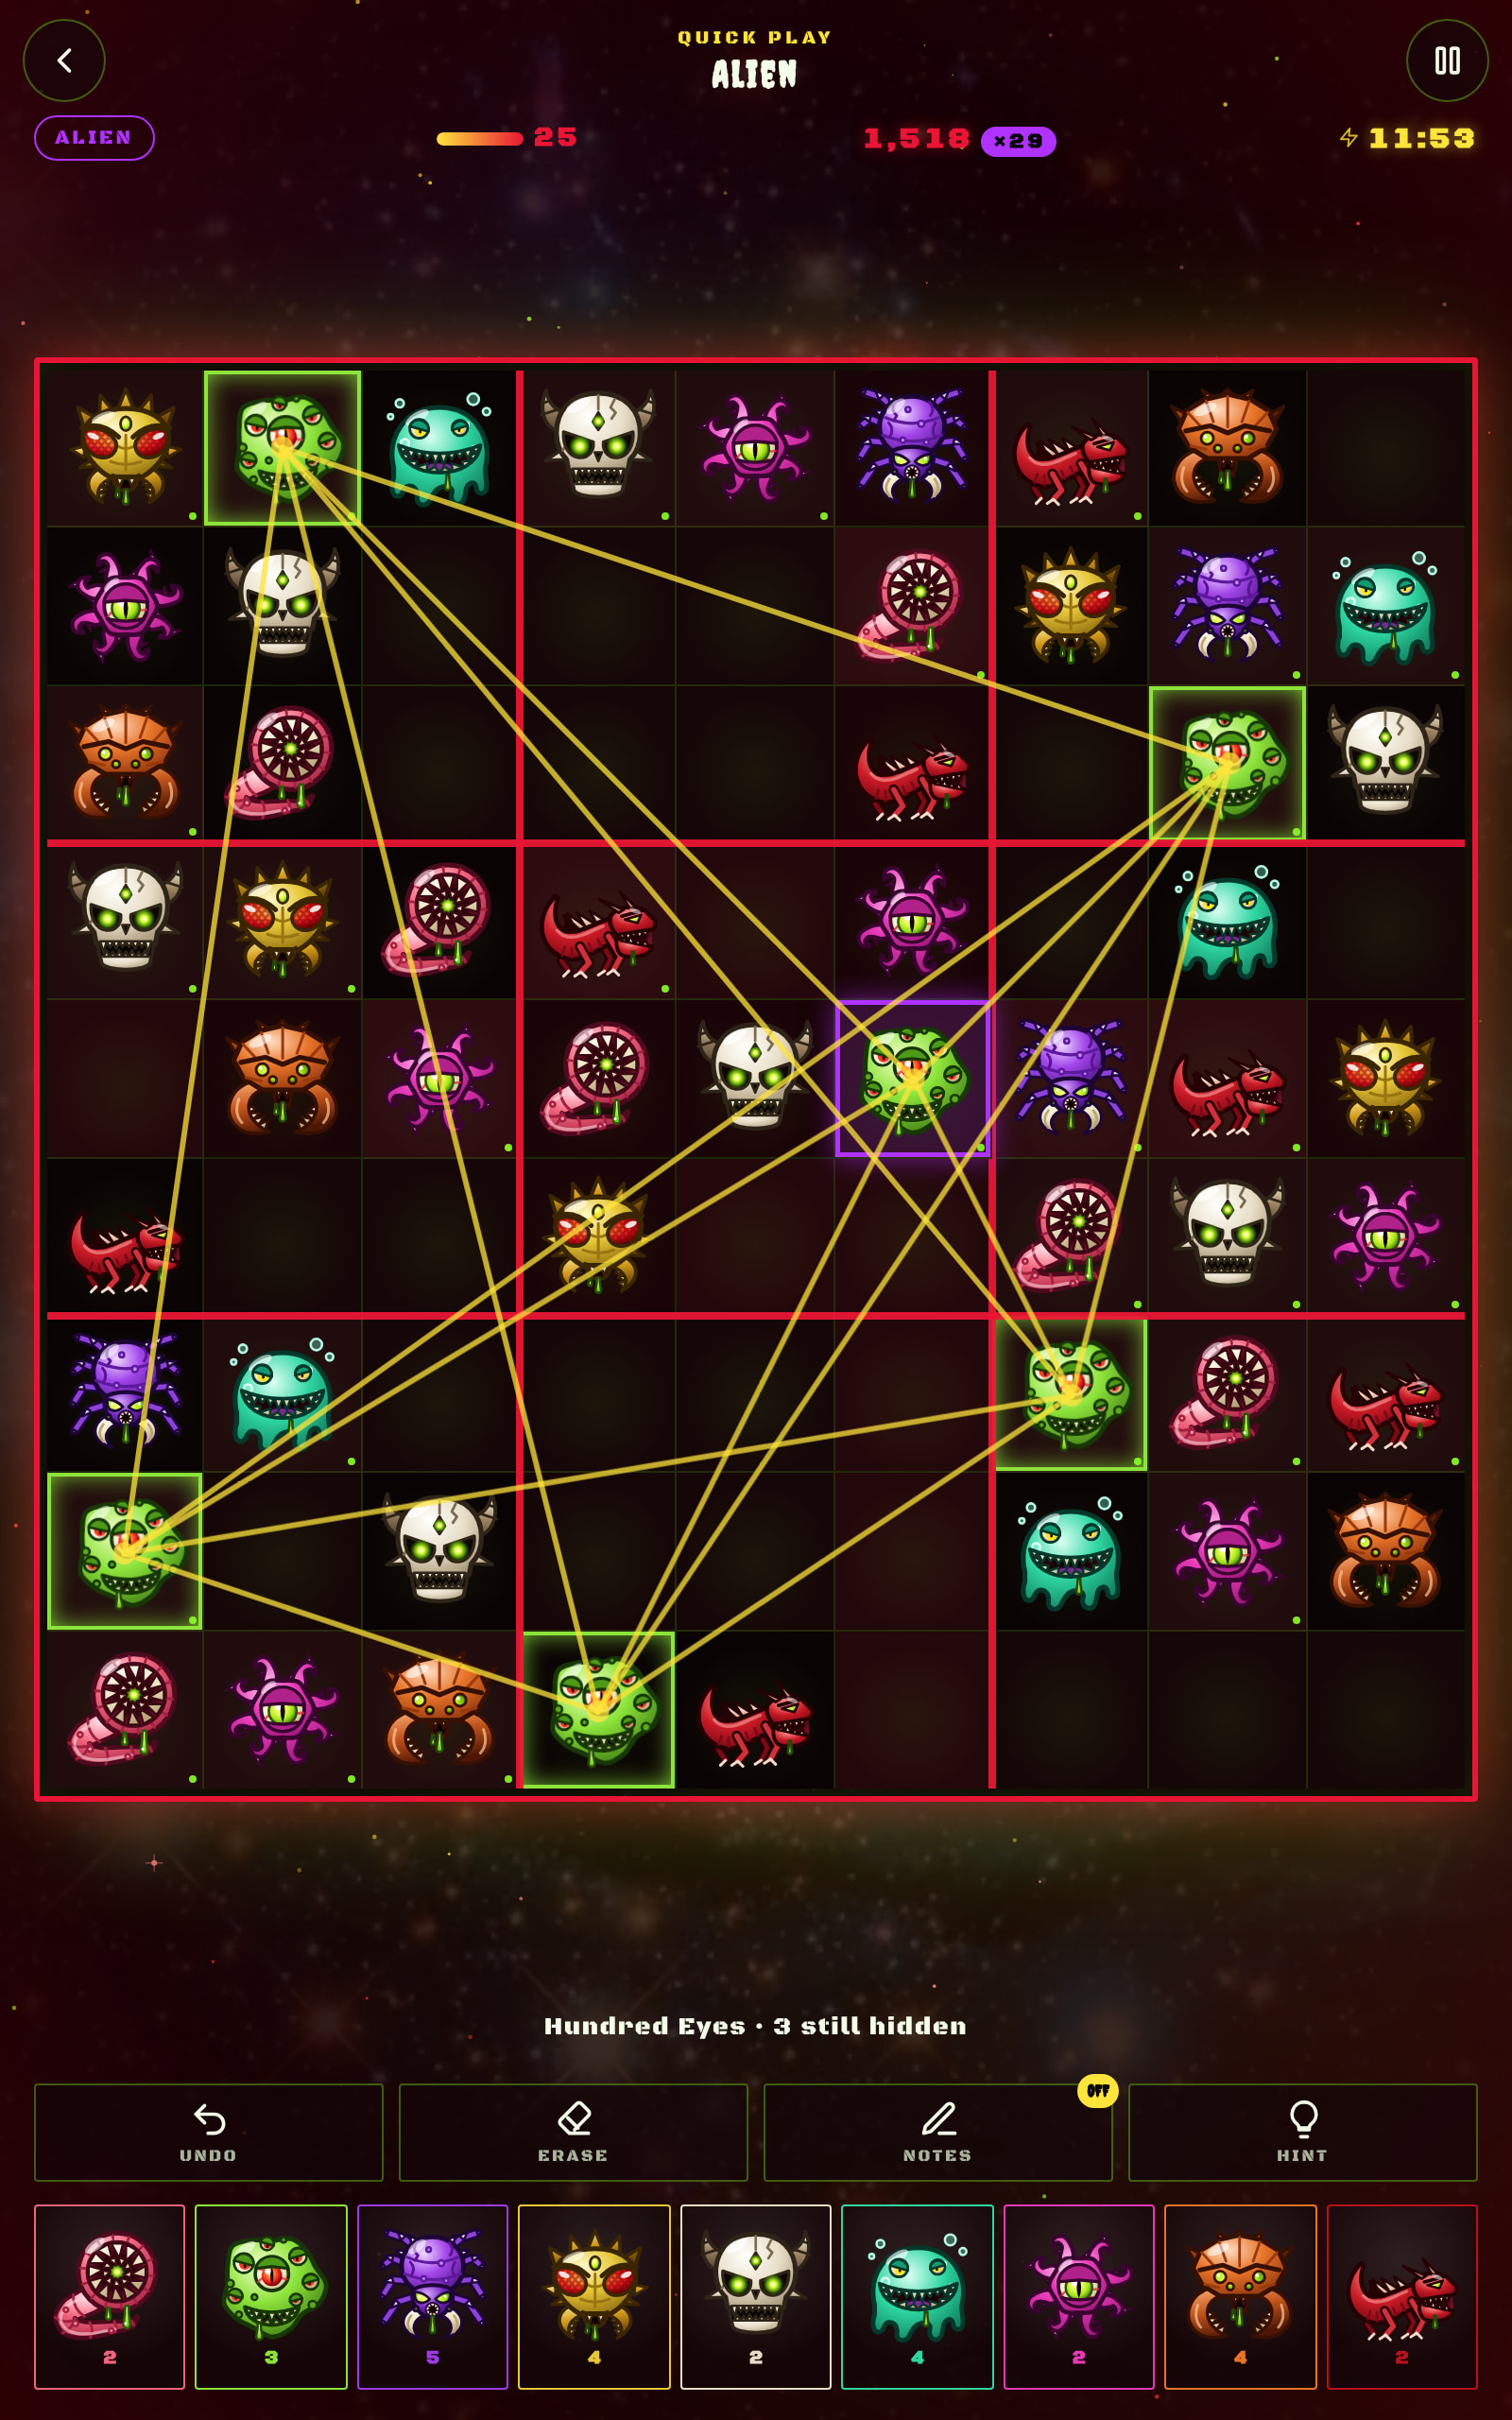 QUICK PLAY
ALIEN
ALIEN
25
1,518 ×29
11:53
Hundred Eyes · 3 still hidden
OFF
UNDO
ERASE
NOTES
HINT
2
3
5
4
2
4
2
4
2